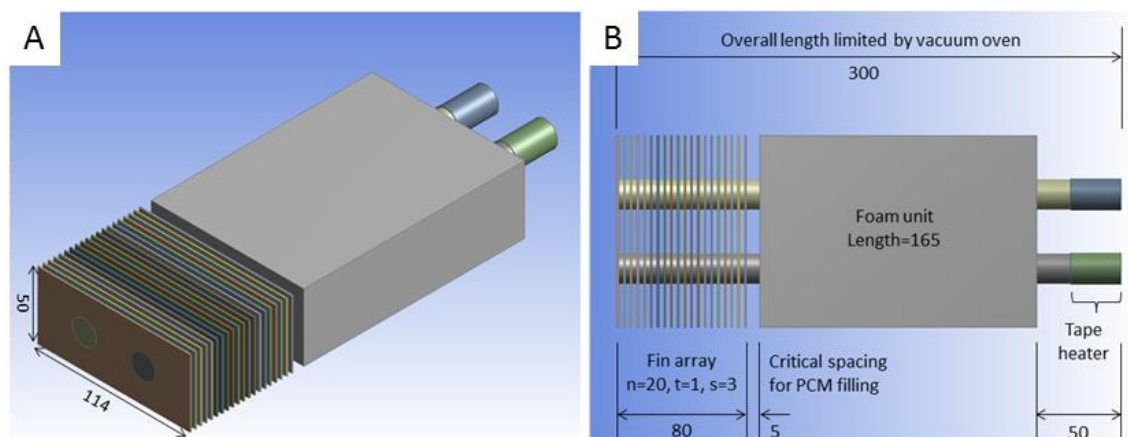 A
50
114
B
Overall length limited by vacuum oven
300
Foam unit
Length=165
Tape
heater
Fin array
n=20, t=1, s=3
Critical spacing
for PCM filling
80
5
50